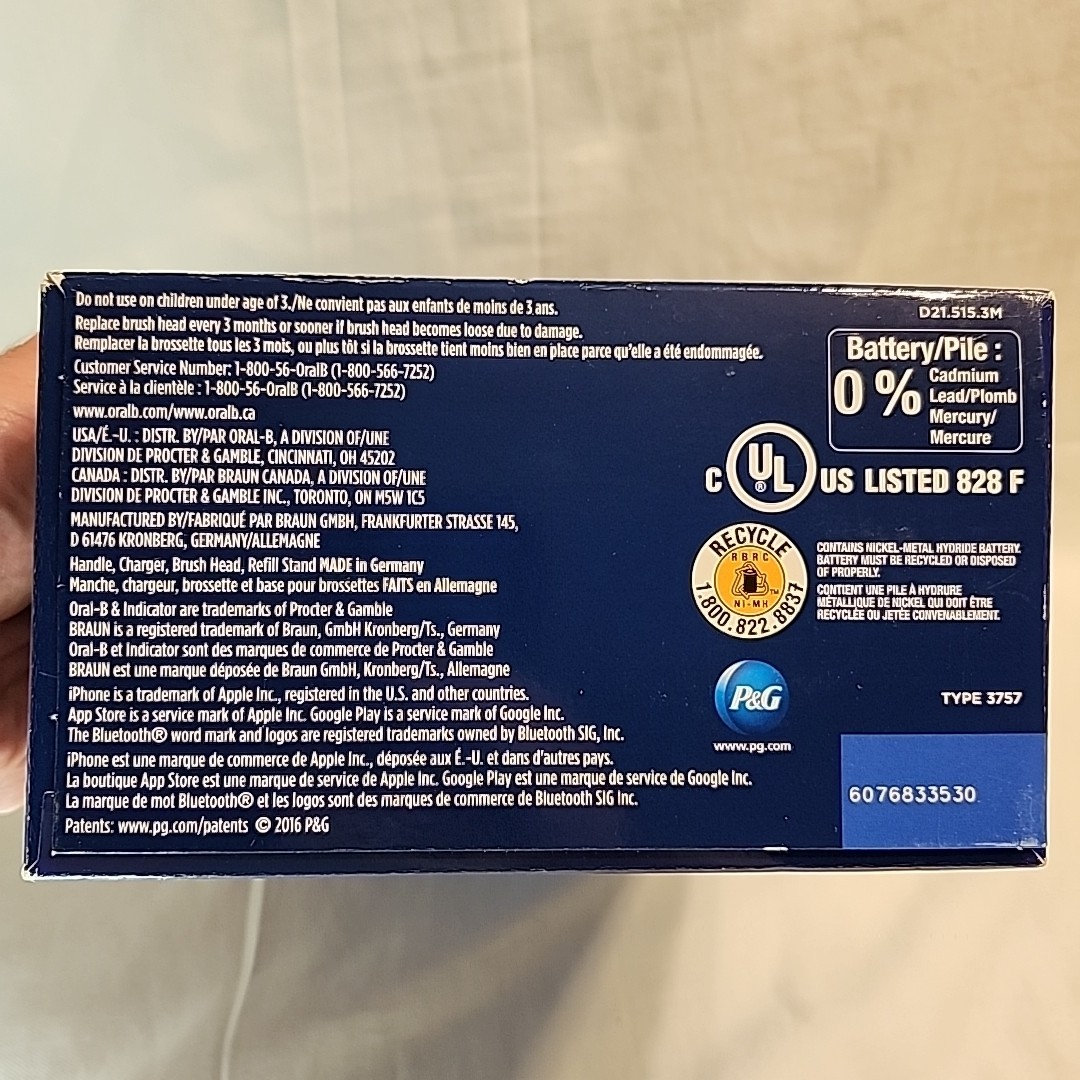 Do not use on children under age of 3./Ne convient pas aux enfants de moins de 3 ans.
Replace brush head every 3 months or sooner if brush head becomes loose due to damage.
Remplacer la brossette tous les 3 mois, ou plus tôt si la brossette tient moins bien en place parce qu'elle a été endommagée.
Customer Service Number: 1-800-56-OralB (1-800-566-7252)
Service à la clientèle : 1-800-56-OralB (1-800-566-7252)
www.oralb.com/www.oralb.ca
USA/É.-U. : DISTR. BY/PAR ORAL-B, A DIVISION OF/UNE
DIVISION DE PROCTER & GAMBLE, CINCINNATI, OH 45202
CANADA : DISTR. BY/PAR BRAUN CANADA, A DIVISION OF/UNE
DIVISION DE PROCTER & GAMBLE INC., TORONTO, ON M5W 1C5
MANUFACTURED BY/FABRIQUÉ PAR BRAUN GMBH, FRANKFURTER STRASSE 145,
D 61476 KRONBERG, GERMANY/ALLEMAGNE
Handle, Charger, Brush Head, Refill Stand MADE in Germany
Manche, chargeur, brossette et base pour brossettes FAITS en Allemagne
Oral-B & Indicator are trademarks of Procter & Gamble
BRAUN is a registered trademark of Braun, GmbH Kronberg/Ts., Germany
Oral-B et Indicator sont des marques de commerce de Procter & Gamble
BRAUN est une marque déposée de Braun GmbH, Kronberg/Ts., Allemagne
iPhone is a trademark of Apple Inc., registered in the U.S. and other countries.
App Store is a service mark of Apple Inc. Google Play is a service mark of Google Inc.
The Bluetooth® word mark and logos are registered trademarks owned by Bluetooth SIG, Inc.
iPhone est une marque de commerce de Apple Inc., déposée aux É.-U. et dans d'autres pays.
La boutique App Store est une marque de service de Apple Inc. Google Play est une marque de service de Google Inc.
La marque de mot Bluetooth® et les logos sont des marques de commerce de Bluetooth SIG Inc.
Patents: www.pg.com/patents © 2016 P&G
D21.515.3M
Battery/Pile :
0 %
Cadmium
Lead/Plomb
Mercury/
Mercure
C UL ® US LISTED 828 F
RECYCLE
RBRC
TM
Ni-MH
1.800.822.8837
CONTAINS NICKEL-METAL HYDRIDE BATTERY.
BATTERY MUST BE RECYCLED OR DISPOSED
OF PROPERLY.
CONTIENT UNE PILE À HYDRURE
MÉTALLIQUE DE NICKEL QUI DOIT ÊTRE
RECYCLÉE OU JETÉE CONVENABLEMENT.
P&G
www.pg.com
TYPE 3757
6076833530